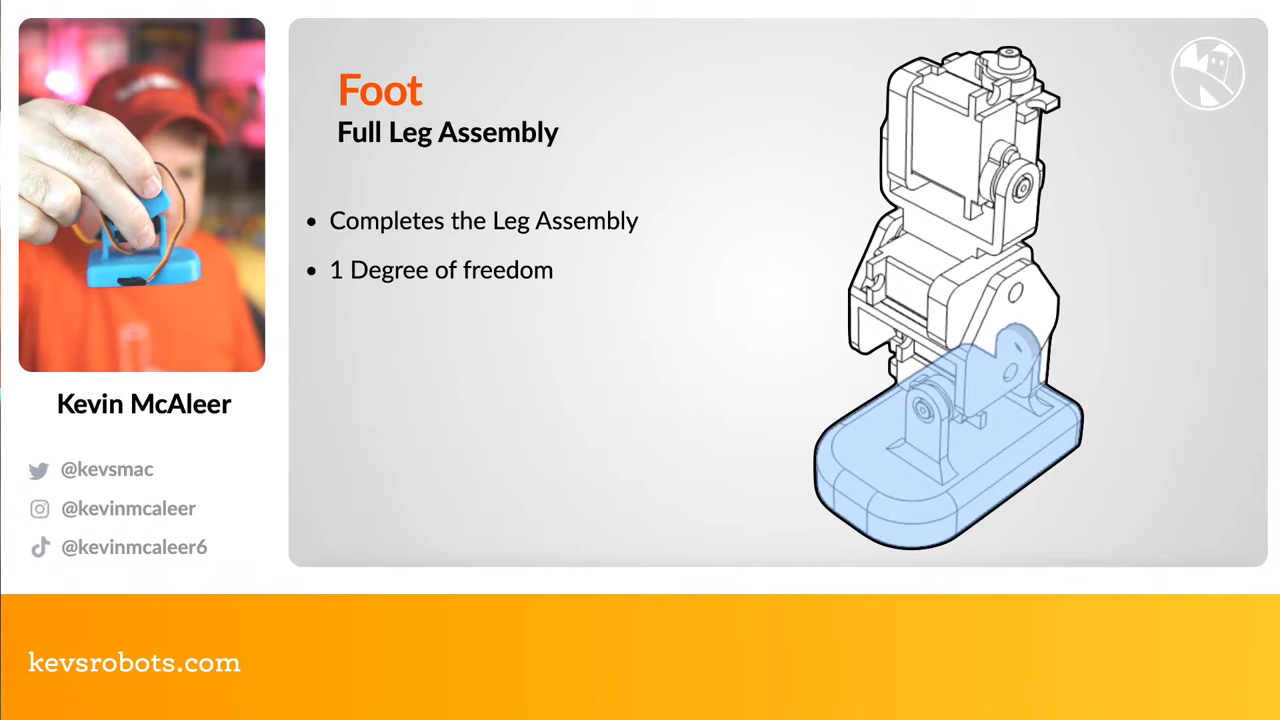 Foot
Full Leg Assembly
• Completes the Leg Assembly
• 1 Degree of freedom
Kevin McAleer
@kevsmac
@kevinmcaleer
@kevinmcaleer6
kevsrobots.com